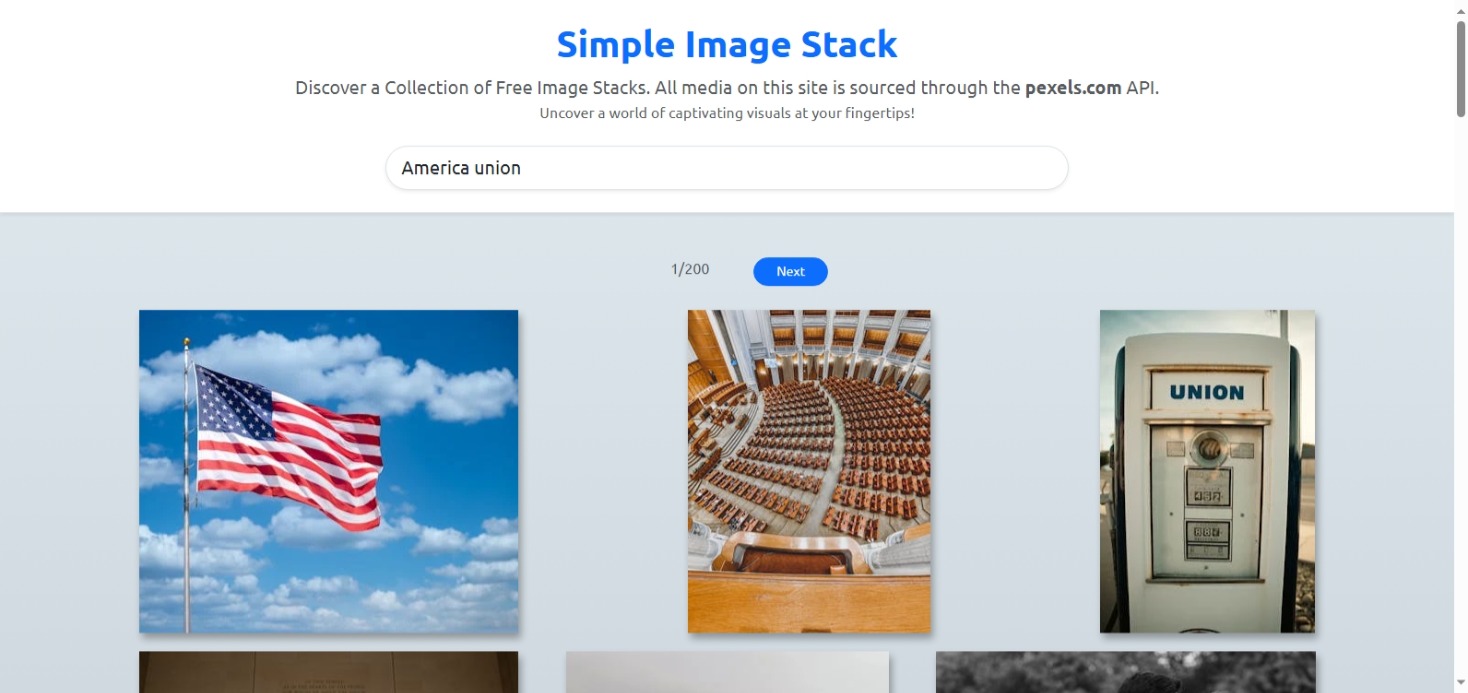 Simple Image Stack
Discover a Collection of Free Image Stacks. All media on this site is sourced through the pexels.com API.
Uncover a world of captivating visuals at your fingertips!
America union
1/200
Next
UNION